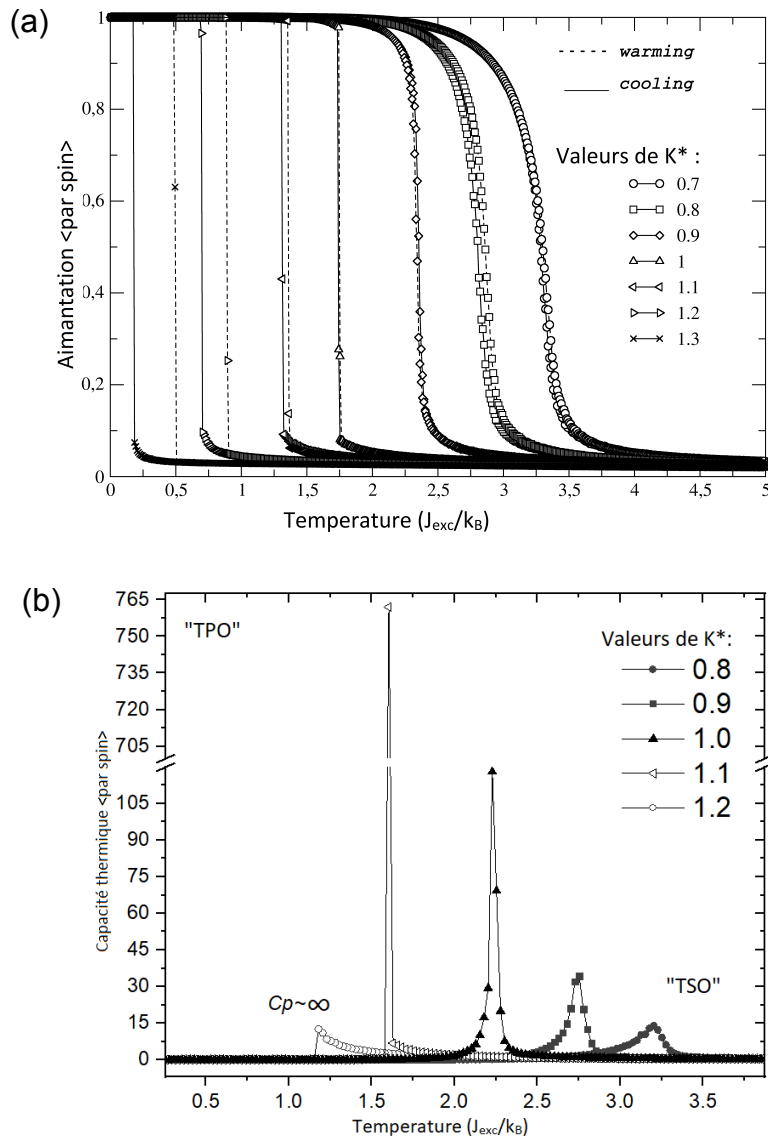 (a)
1
0,8
0,6
0,4
0,2
0
Aimantation <par spin>
warming
cooling
Valeurs de K* :
0.7
0.8
0.9
1
1.1
1.2
1.3
0 0,5 1 1,5 2 2,5 3 3,5 4 4,5 5
Temperature (Jexc/kB)
(b)
765
750
735
720
705
105
90
75
60
45
30
15
0
Capacité thermique <par spin>
"TPO"
Valeurs de K*:
0.8
0.9
1.0
1.1
1.2
Cp~∞
"TSO"
0.5 1.0 1.5 2.0 2.5 3.0 3.5
Temperature (Jexc/kB)